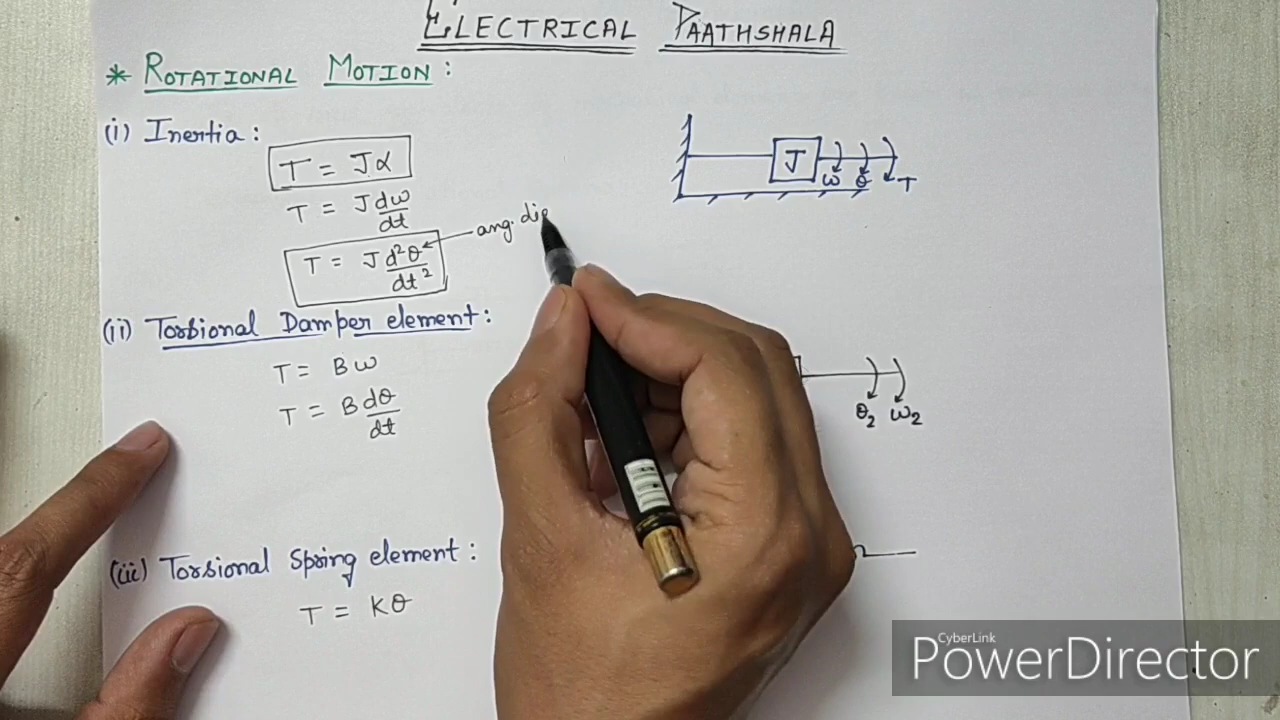 ELECTRICAL PAATHSHALA
* ROTATIONAL MOTION :
(i) Inertia :
T = Jα
T = J dω/dt
T = J d²θ/dt²
ang. dis
J
ω θ T
(ii) Torsional Damper element :
T = Bω
T = B dθ/dt
θ₂ ω₂
(iii) Torsional Spring element :
T = Kθ
CyberLink
PowerDirector